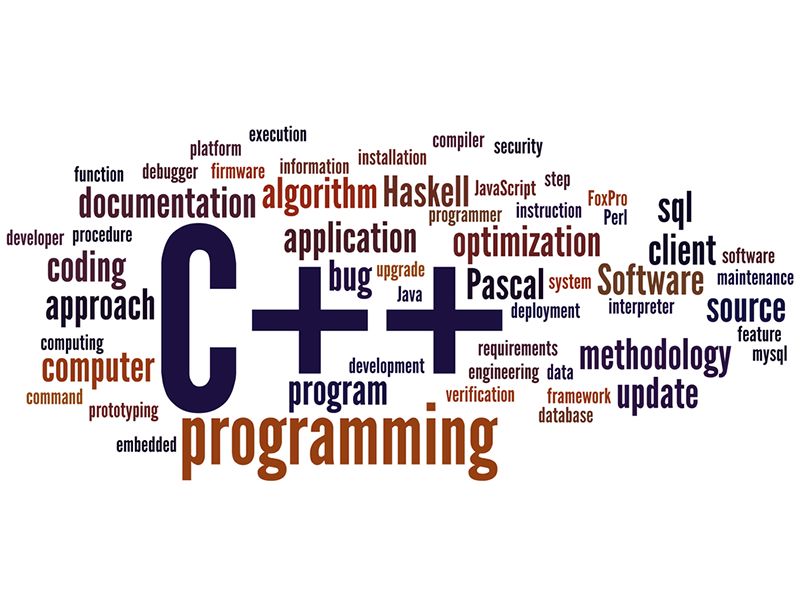 execution
platform
compiler
security
installation
information
function
debugger
firmware
documentation
algorithm
Haskell
JavaScript
step
FoxPro
programmer
instruction
Perl
sql
developer
procedure
application
optimization
client
software
coding
bug
upgrade
Pascal
system
Software
maintenance
approach
C++
Java
deployment
interpreter
source
feature
computing
requirements
methodology
mysql
computer
development
engineering
data
program
verification
framework
update
command
prototyping
database
embedded
programming